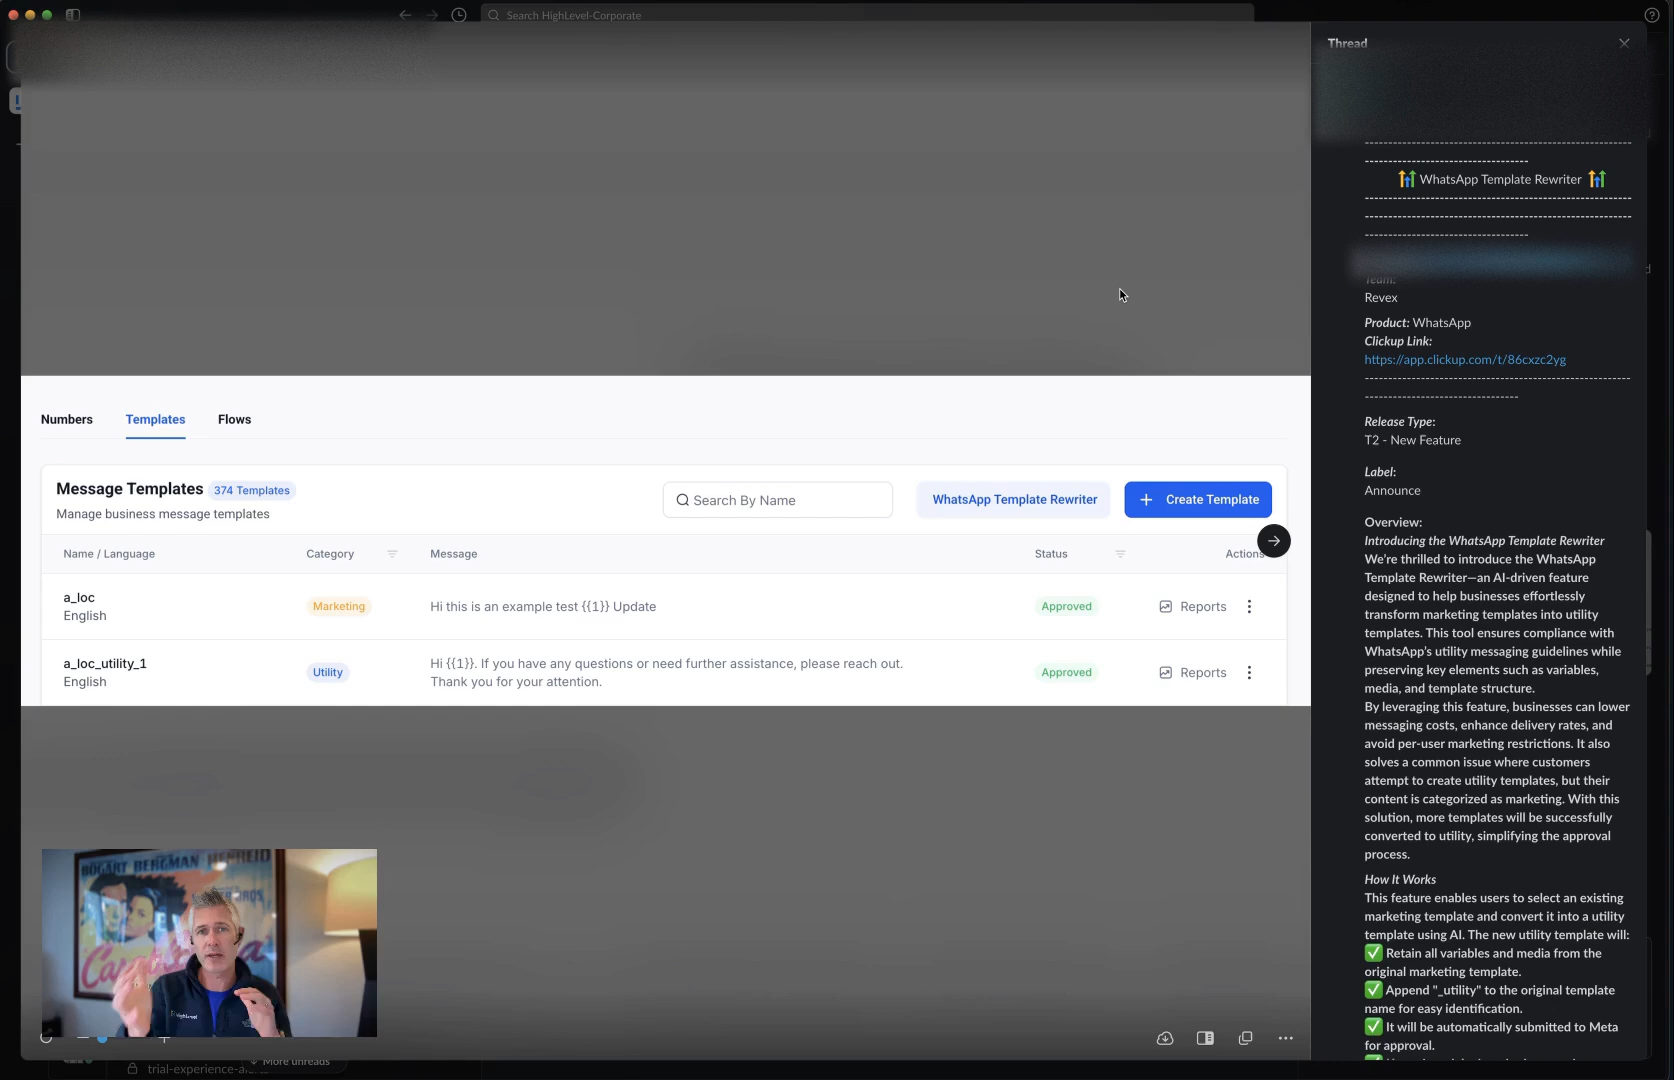 Search HighLevel-Corporate
Numbers
Templates
Flows
Message Templates
374 Templates
Manage business message templates
Search By Name
WhatsApp Template Rewriter
+ Create Template
Name / Language
Category
Message
Status
Actions
a_loc
English
Marketing
Hi this is an example test {{1}} Update
Approved
Reports
a_loc_utility_1
English
Utility
Hi {{1}}. If you have any questions or need further assistance, please reach out.
Thank you for your attention.
Approved
Reports
BOGART BERGMAN HENREID
More unreads
Thread
WhatsApp Template Rewriter
Team:
Revex
Product: WhatsApp
Clickup Link:
https://app.clickup.com/t/86cxzc2yg
Release Type:
T2 - New Feature
Label:
Announce
Overview:
Introducing the WhatsApp Template Rewriter
We're thrilled to introduce the WhatsApp
Template Rewriter—an AI-driven feature
designed to help businesses effortlessly
transform marketing templates into utility
templates. This tool ensures compliance with
WhatsApp's utility messaging guidelines while
preserving key elements such as variables,
media, and template structure.
By leveraging this feature, businesses can lower
messaging costs, enhance delivery rates, and
avoid per-user marketing restrictions. It also
solves a common issue where customers
attempt to create utility templates, but their
content is categorized as marketing. With this
solution, more templates will be successfully
converted to utility, simplifying the approval
process.
How It Works
This feature enables users to select an existing
marketing template and convert it into a utility
template using AI. The new utility template will:
✅ Retain all variables and media from the
original marketing template.
✅ Append "_utility" to the original template
name for easy identification.
✅ It will be automatically submitted to Meta
for approval.